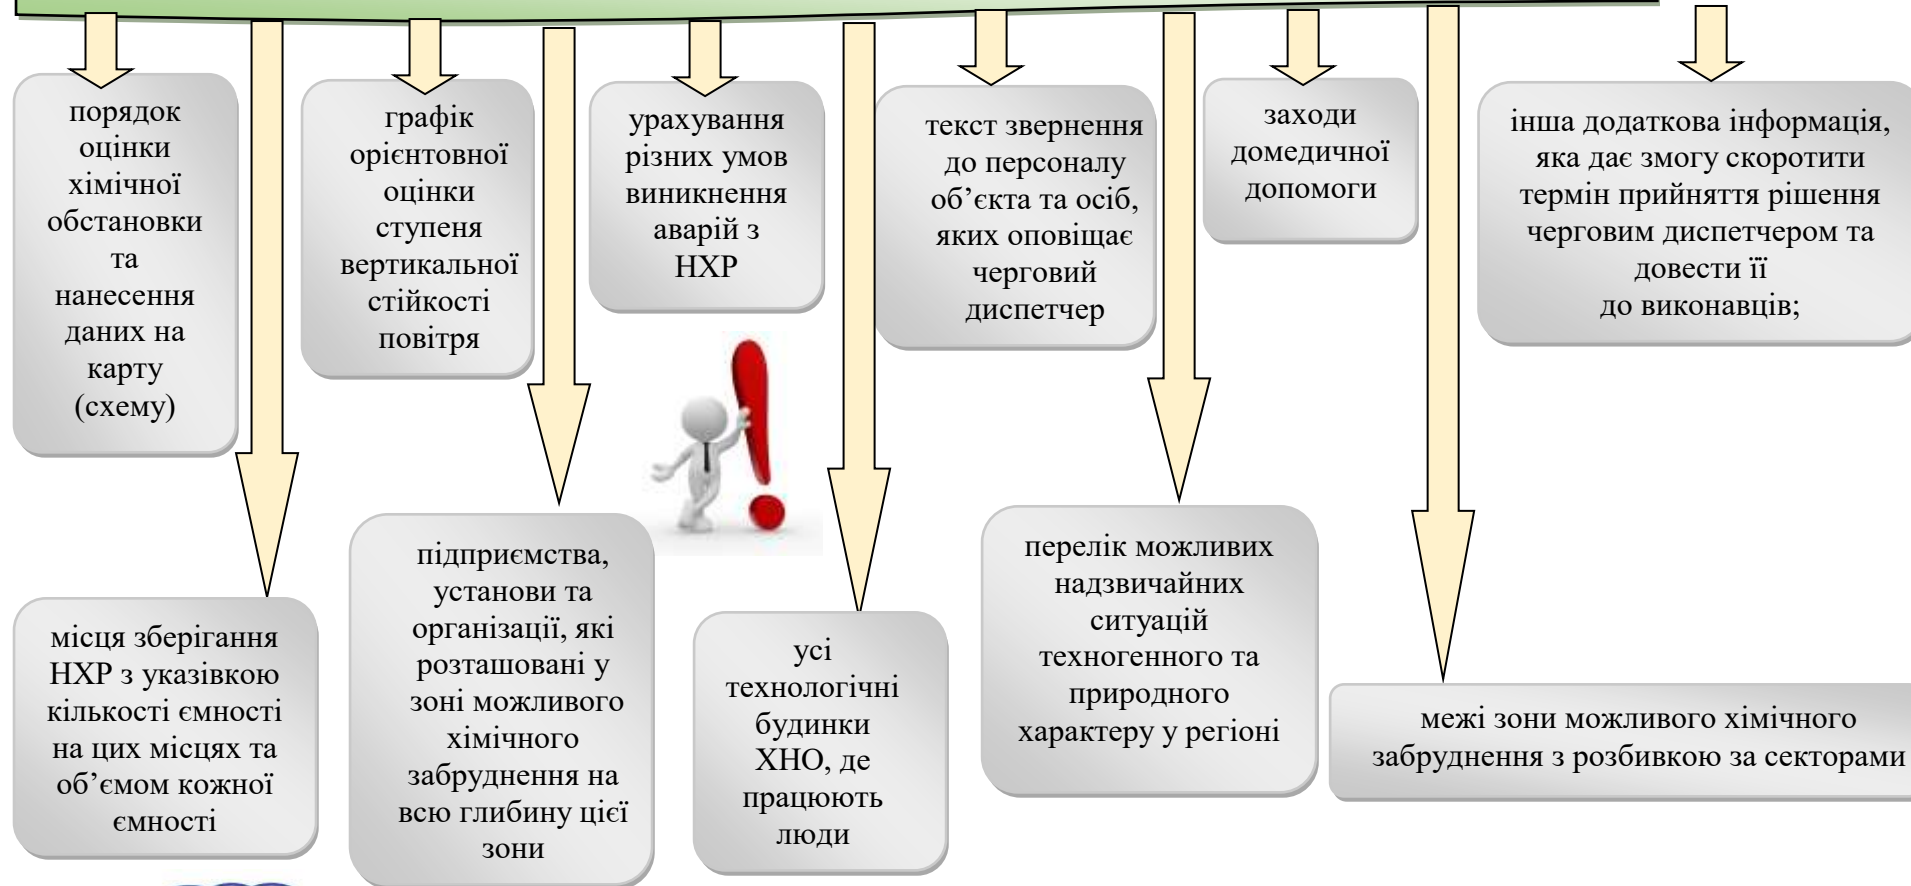 порядок
оцінки
хімічної
обстановки
та
нанесення
даних на
карту
(схему)
графік
орієнтовної
оцінки
ступеня
вертикальної
стійкості
повітря
урахування
різних умов
виникнення
аварій з
НХР
текст звернення
до персоналу
об’єкта та осіб,
яких оповіщає
черговий
диспетчер
заходи
домедичної
допомоги
інша додаткова інформація,
яка дає змогу скоротити
термін прийняття рішення
черговим диспетчером та
довести її
до виконавців;
місця зберігання
НХР з указівкою
кількості ємності
на цих місцях та
об’ємом кожної
ємності
підприємства,
установи та
організації, які
розташовані у
зоні можливого
хімічного
забруднення на
всю глибину цієї
зони
усі
технологічні
будинки
ХНО, де
працюють
люди
перелік можливих
надзвичайних
ситуацій
техногенного та
природного
характеру у регіоні
межі зони можливого хімічного
забруднення з розбивкою за секторами